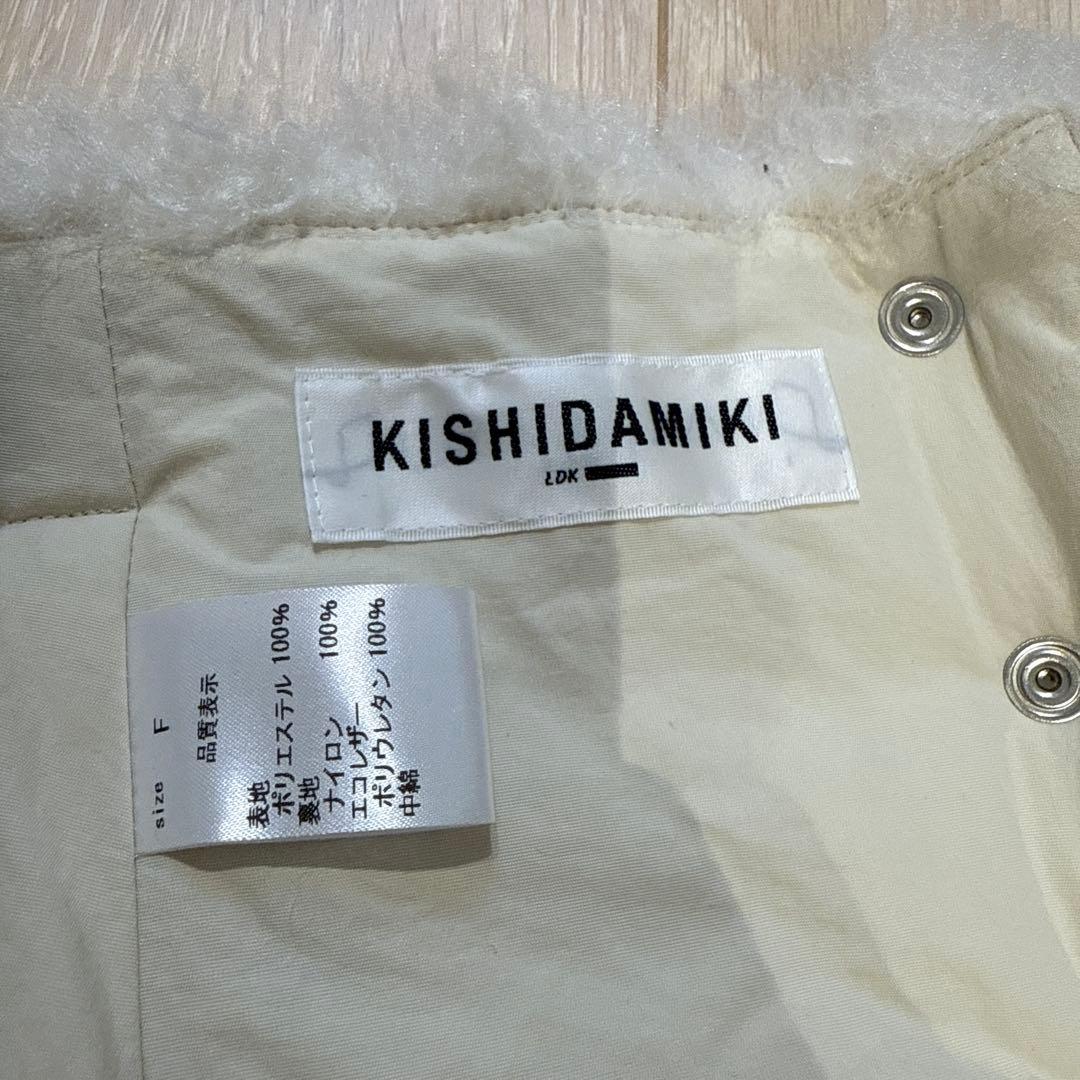 KISHIDAMIKI
LDK
size F
品質表示
表地
ポリエステル 100%
裏地
ナイロン 100%
エコレザー
ポリウレタン 100%
中綿